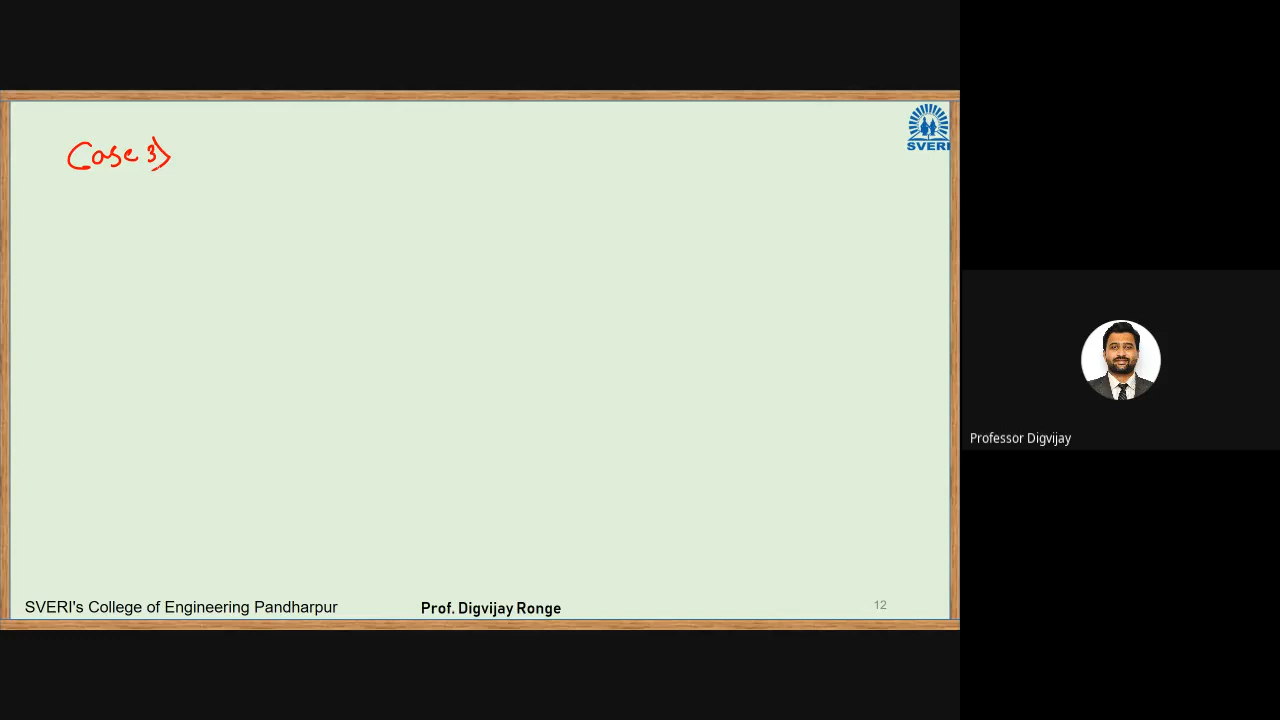 Case 3)
SVERI
Professor Digvijay
SVERI's College of Engineering Pandharpur
Prof. Digvijay Ronge
12